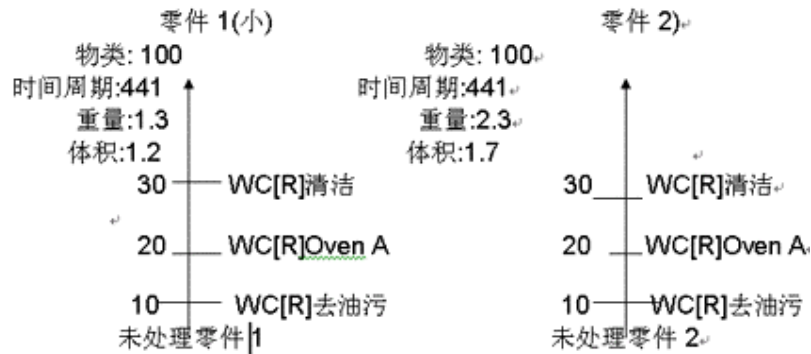 零件 1(小)
物类: 100
时间周期:441
重量:1.3
体积:1.2
30 WC[R]清洁
20 WC[R]Oven A
10 WC[R]去油污
未处理零件 1
零件 2)
物类: 100
时间周期:441
重量:2.3
体积:1.7
30 WC[R]清洁
20 WC[R]Oven A
10 WC[R]去油污
未处理零件 2